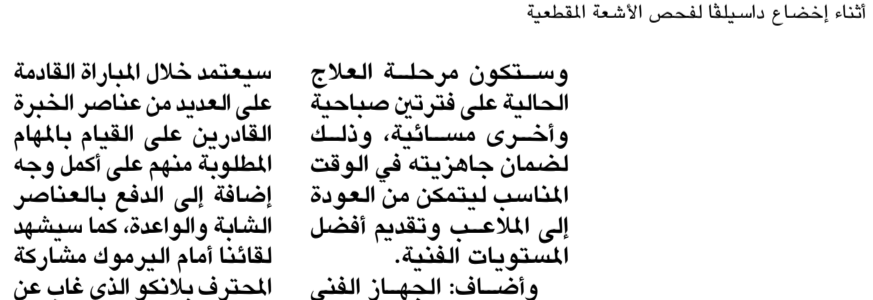 أثناء إخضاع داسيلڤا لفحص الأشعة المقطعية
وستكون مرحلة العلاج
الحالية على فترتين صباحية
وأخرى مسائية، وذلك
لضمان جاهزيته في الوقت
المناسب ليتمكن من العودة
إلى الملاعب وتقديم أفضل
المستويات الفنية.
وأضاف: الجهاز الفني
سيعتمد خلال المباراة القادمة
على العديد من عناصر الخبرة
القادرين على القيام بالمهام
المطلوبة منهم على أكمل وجه
إضافة إلى الدفع بالعناصر
الشابة والواعدة، كما سيشهد
لقائنا أمام اليرموك مشاركة
المحترف بلانكو الذي غاب عن